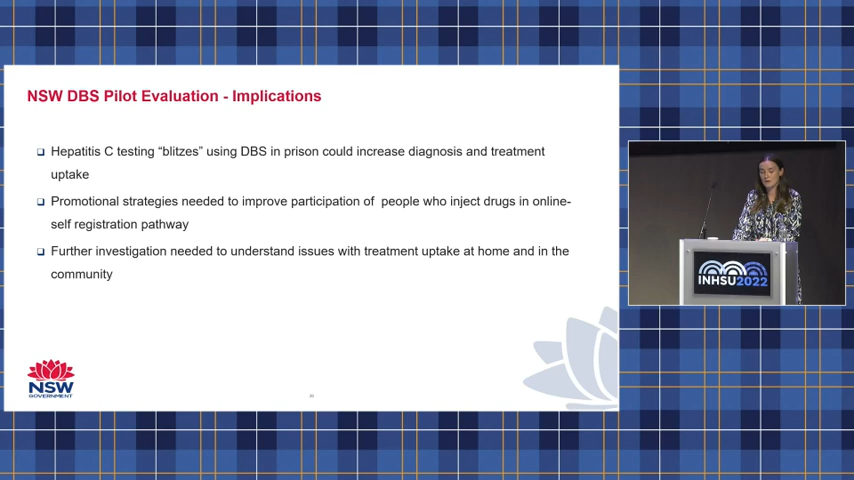 NSW DBS Pilot Evaluation - Implications
Hepatitis C testing “blitzes” using DBS in prison could increase diagnosis and treatment
uptake
Promotional strategies needed to improve participation of  people who inject drugs in online-
self registration pathway
Further investigation needed to understand issues with treatment uptake at home and in the
community
NSW
GOVERNMENT
INHSU2022